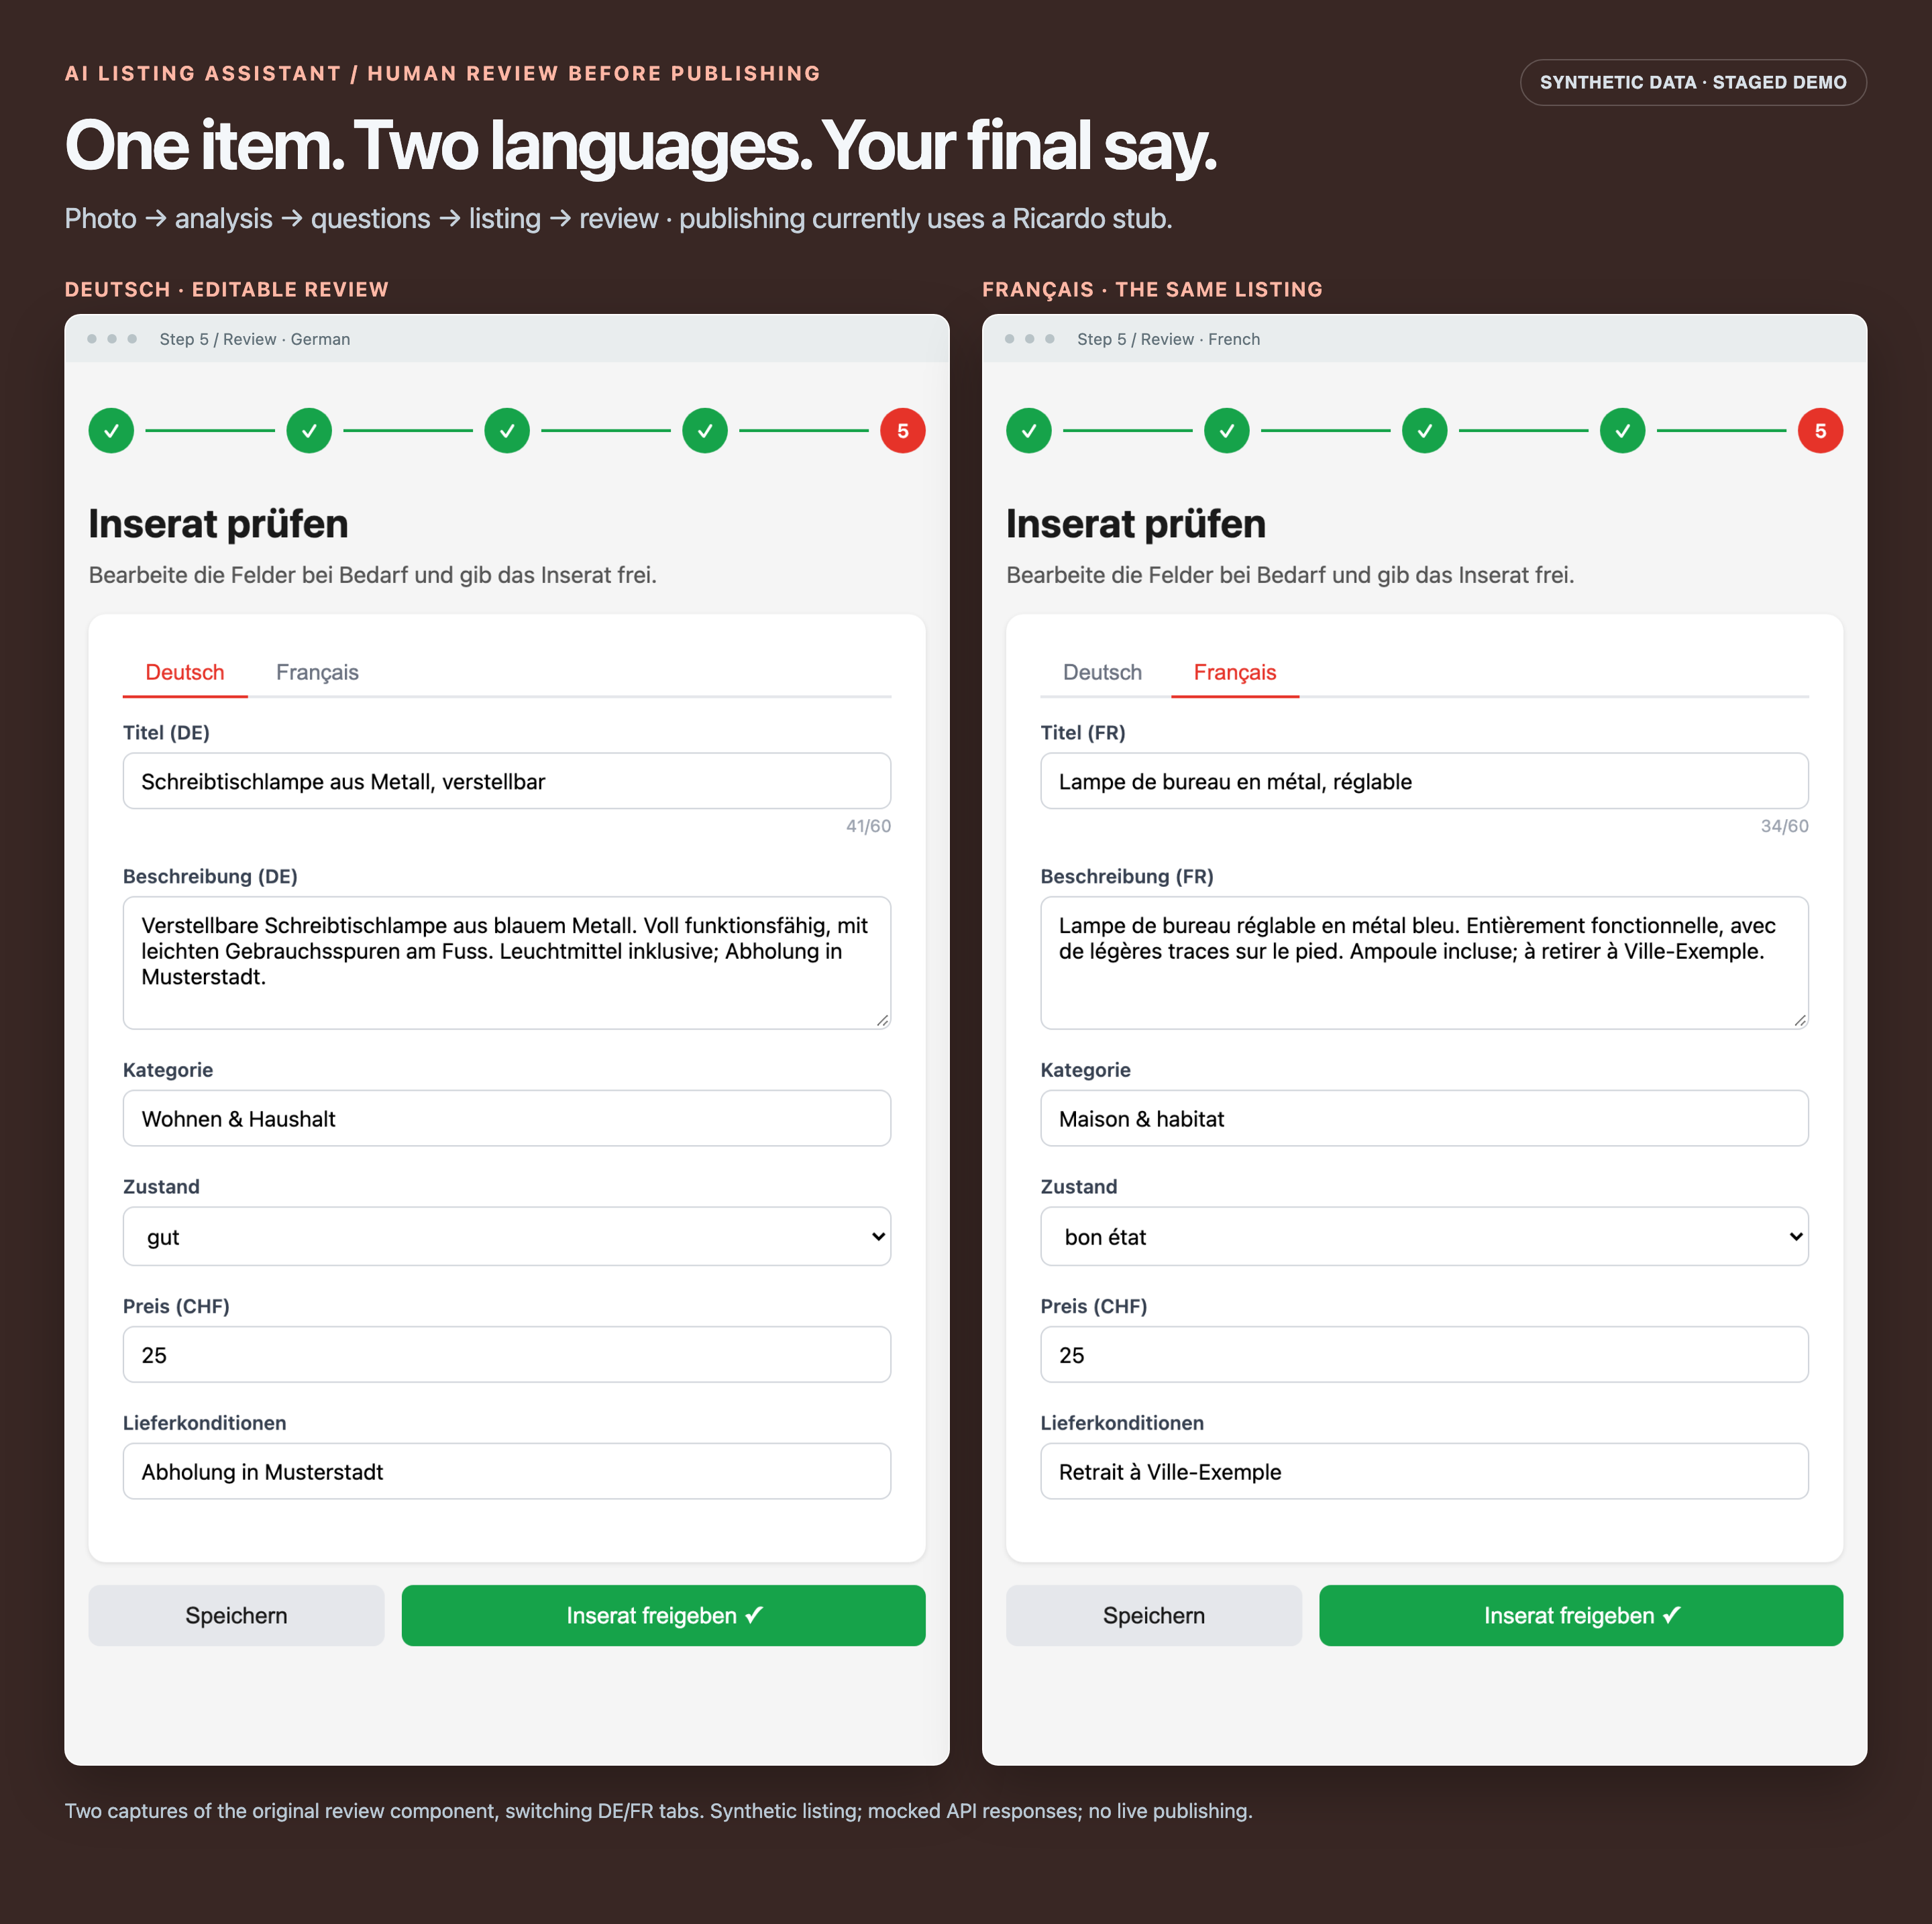 AI LISTING ASSISTANT / HUMAN REVIEW BEFORE PUBLISHING
SYNTHETIC DATA · STAGED DEMO
One item. Two languages. Your final say.
Photo → analysis → questions → listing → review · publishing currently uses a Ricardo stub.
DEUTSCH · EDITABLE REVIEW
Step 5 / Review · German
✓ ✓ ✓ ✓ 5
Inserat prüfen
Bearbeite die Felder bei Bedarf und gib das Inserat frei.
Deutsch Français
Titel (DE)
Schreibtischlampe aus Metall, verstellbar
41/60
Beschreibung (DE)
Verstellbare Schreibtischlampe aus blauem Metall. Voll funktionsfähig, mit
leichten Gebrauchsspuren am Fuss. Leuchtmittel inklusive; Abholung in
Musterstadt.
Kategorie
Wohnen & Haushalt
Zustand
gut
Preis (CHF)
25
Lieferkonditionen
Abholung in Musterstadt
Speichern
Inserat freigeben ✓
FRANÇAIS · THE SAME LISTING
Step 5 / Review · French
✓ ✓ ✓ ✓ 5
Inserat prüfen
Bearbeite die Felder bei Bedarf und gib das Inserat frei.
Deutsch Français
Titel (FR)
Lampe de bureau en métal, réglable
34/60
Beschreibung (FR)
Lampe de bureau réglable en métal bleu. Entièrement fonctionnelle, avec
de légères traces sur le pied. Ampoule incluse; à retirer à Ville-Exemple.
Kategorie
Maison & habitat
Zustand
bon état
Preis (CHF)
25
Lieferkonditionen
Retrait à Ville-Exemple
Speichern
Inserat freigeben ✓
Two captures of the original review component, switching DE/FR tabs. Synthetic listing; mocked API responses; no live publishing.